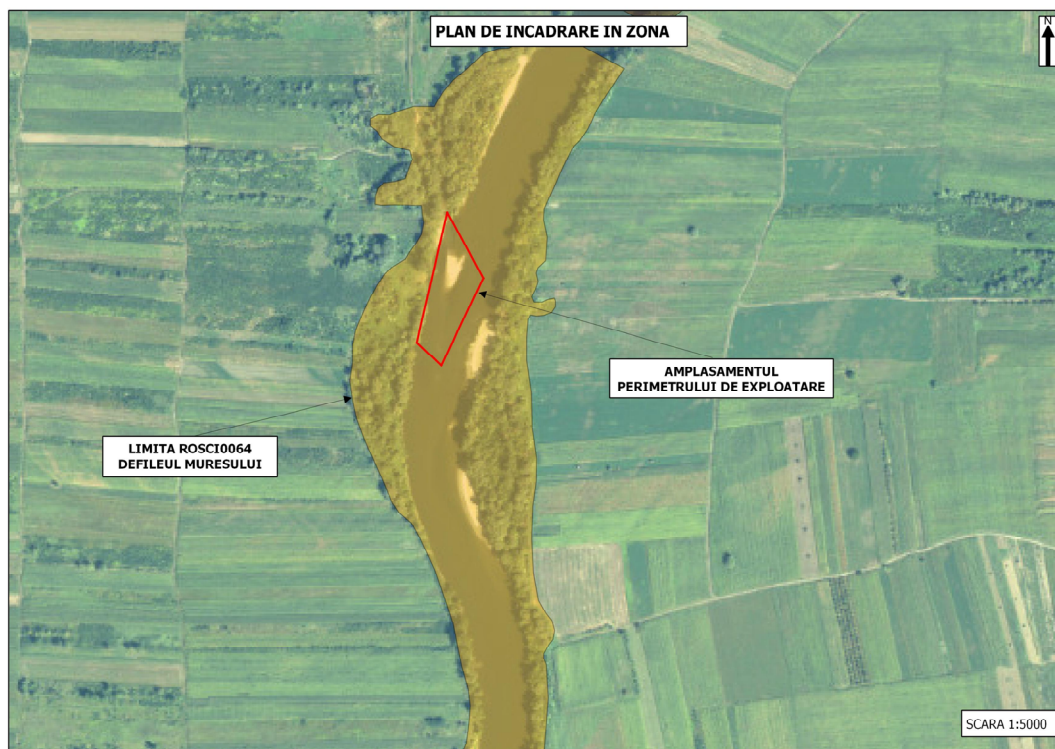 PLAN DE INCADRARE IN ZONA
N
AMPLASAMENTUL
PERIMETRULUI DE EXPLOATARE
LIMITA ROSCI0064
DEFILEUL MURESULUI
SCARA 1:5000